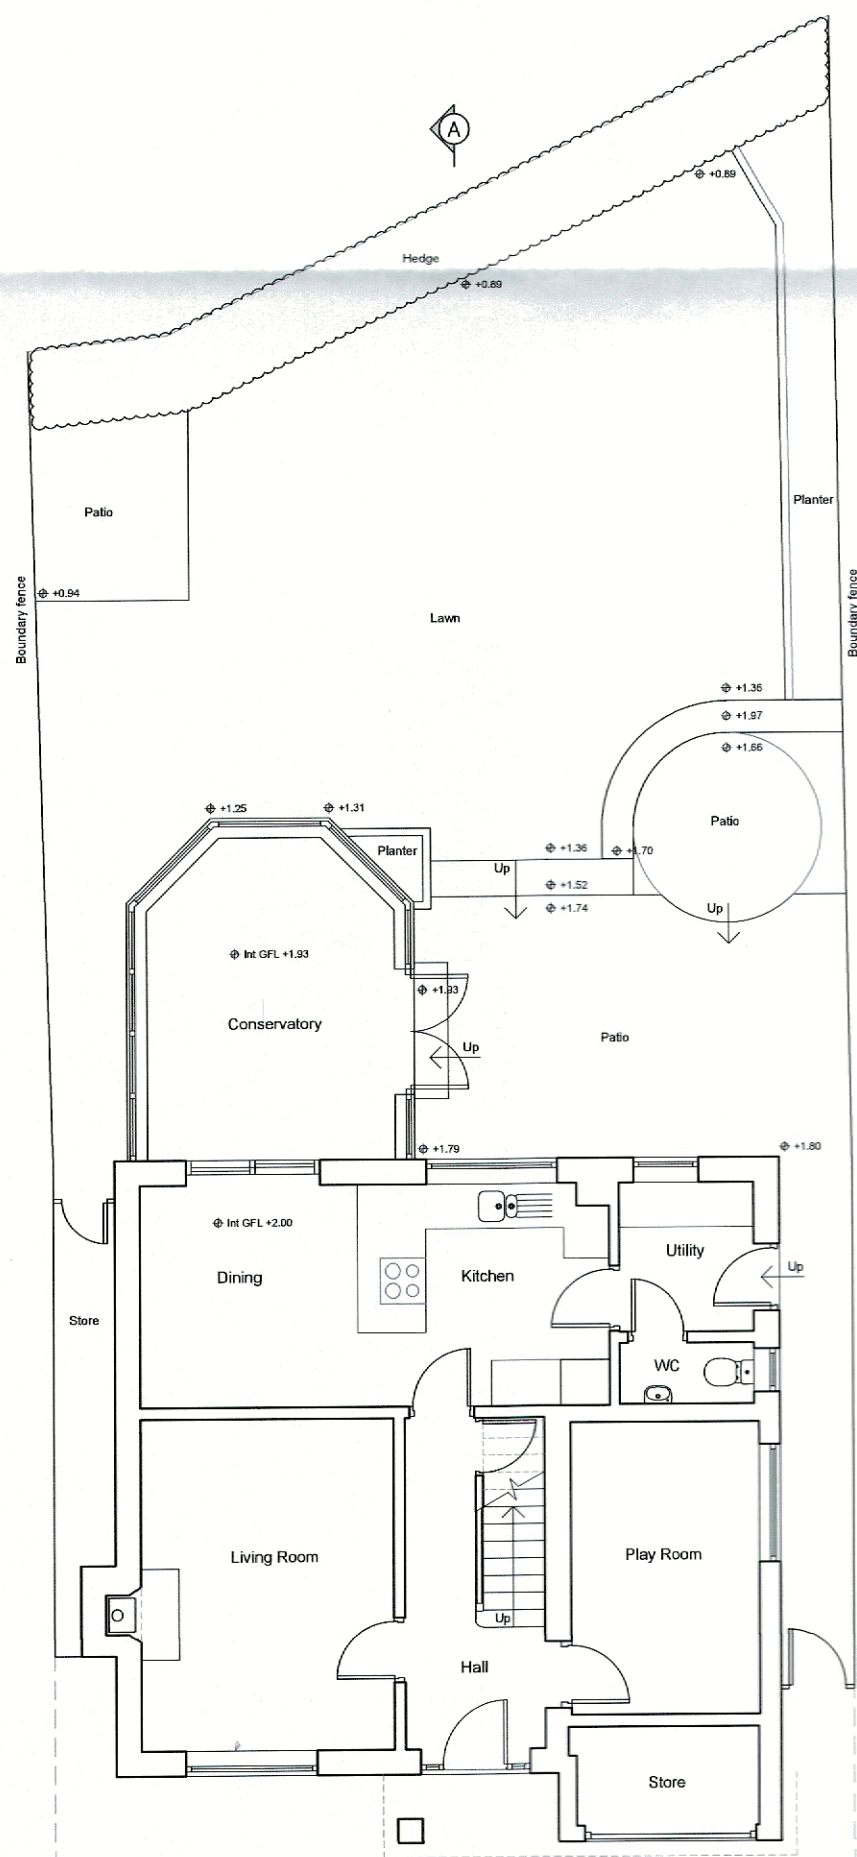 A
+0.89
Hedge
+0.89
Patio
Planter
+0.94
Boundary fence
Boundary fence
Lawn
+1.36
+1.97
+1.66
+1.25
+1.31
Patio
Planter
+1.36
+1.70
Up
+1.52
+1.74
Up
Int GFL +1.93
+1.93
Conservatory
Up
Patio
+1.79
+1.80
Int GFL +2.00
Utility
Dining
Kitchen
Up
Store
WC
Living Room
Play Room
Up
Hall
Store